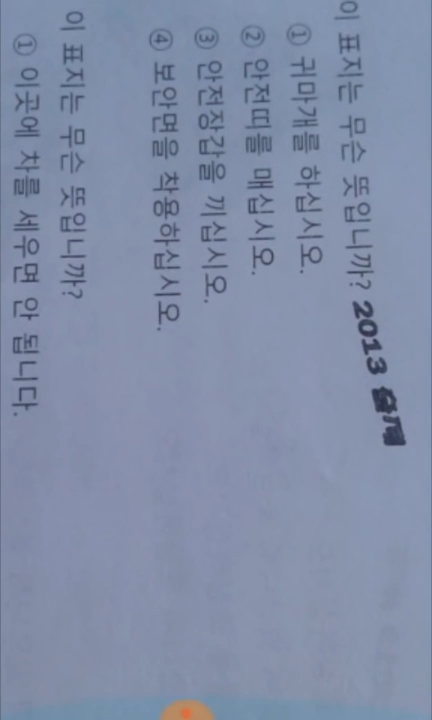 이 표지는 무슨 뜻입니까? 2013 출제
① 귀마개를 하십시오.
② 안전띠를 매십시오.
③ 안전장갑을 끼십시오.
④ 보안면을 착용하십시오.
이 표지는 무슨 뜻입니까?
① 이곳에 차를 세우면 안 됩니다.